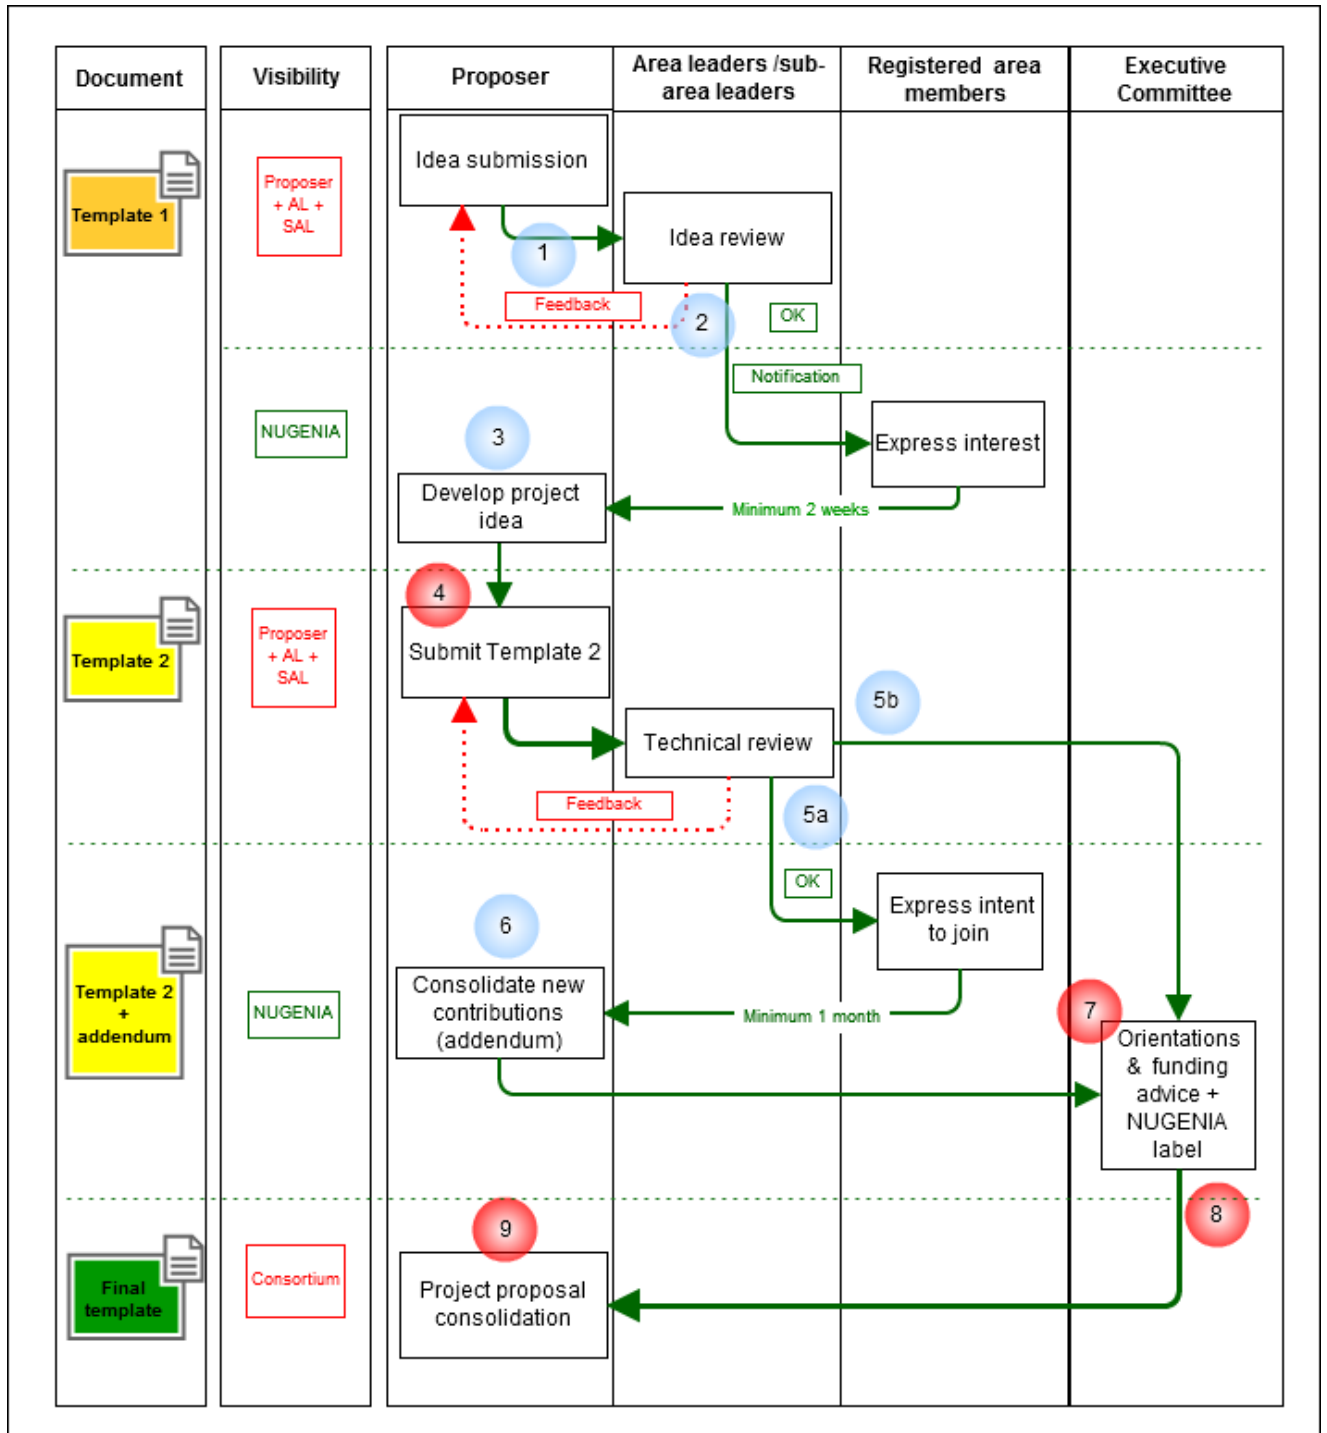 Document
Visibility
Proposer
Area leaders /sub-
area leaders
Registered area
members
Executive
Committee
Template 1
Proposer
+ AL +
SAL
Idea submission
1
Idea review
Feedback
2
OK
Notification
NUGENIA
3
Express interest
Develop project
idea
Minimum 2 weeks
4
Template 2
Proposer
+ AL +
SAL
Submit Template 2
5b
Technical review
Feedback
5a
OK
Template 2
+
addendum
NUGENIA
6
Express intent
to join
Consolidate new
contributions
(addendum)
Minimum 1 month
7
Orientations
& funding
advice +
NUGENIA
label
8
9
Final
template
Consortium
Project proposal
consolidation